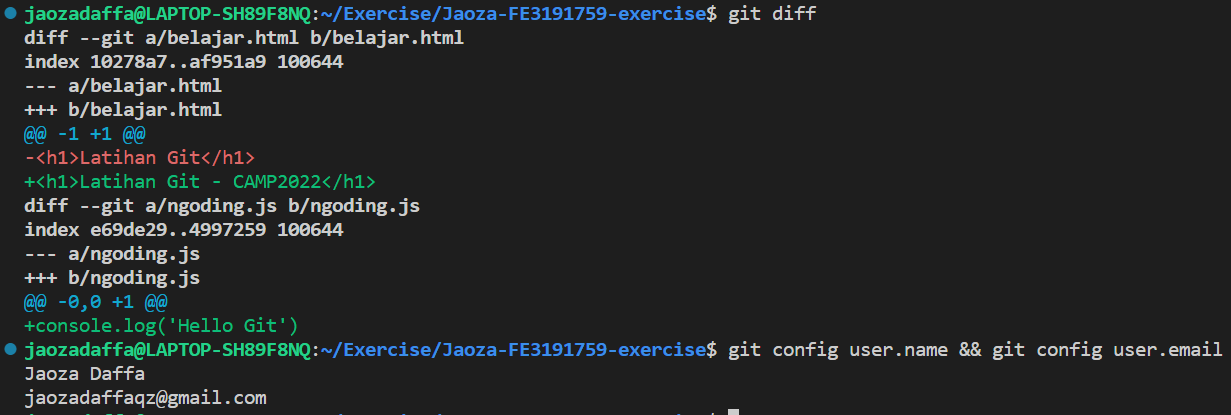 jaozadaffa@LAPTOP-SH89F8NQ:~/Exercise/Jaoza-FE3191759-exercise$ git diff
diff --git a/belajar.html b/belajar.html
index 10278a7..af951a9 100644
--- a/belajar.html
+++ b/belajar.html
@@ -1 +1 @@
-<h1>Latihan Git</h1>
+<h1>Latihan Git - CAMP2022</h1>
diff --git a/ngoding.js b/ngoding.js
index e69de29..4997259 100644
--- a/ngoding.js
+++ b/ngoding.js
@@ -0,0 +1 @@
+console.log('Hello Git')
jaozadaffa@LAPTOP-SH89F8NQ:~/Exercise/Jaoza-FE3191759-exercise$ git config user.name && git config user.email
Jaoza Daffa
jaozadaffaqz@gmail.com